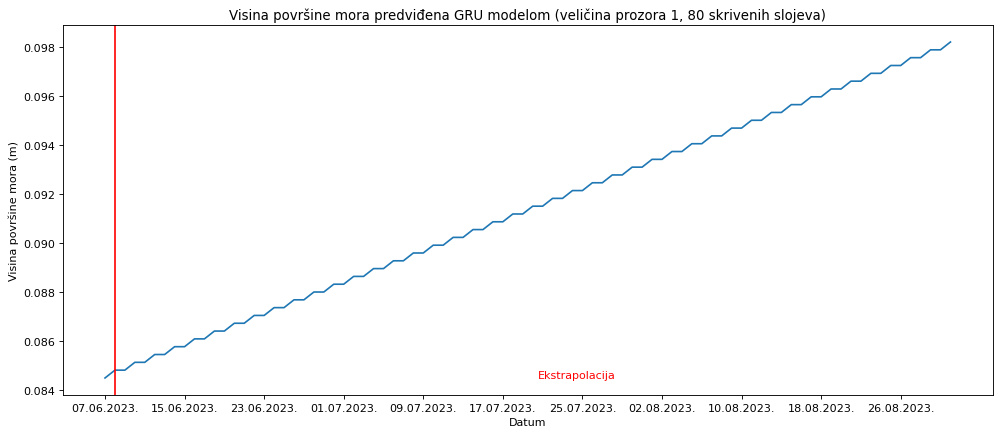 Visina površine mora predviđena GRU modelom (veličina prozora 1, 80 skrivenih slojeva)
Visina površine mora (m)
0.098
0.096
0.094
0.092
0.090
0.088
0.086
0.084
Ekstrapolacija
07.06.2023. 15.06.2023. 23.06.2023. 01.07.2023. 09.07.2023. 17.07.2023. 25.07.2023. 02.08.2023. 10.08.2023. 18.08.2023. 26.08.2023.
Datum